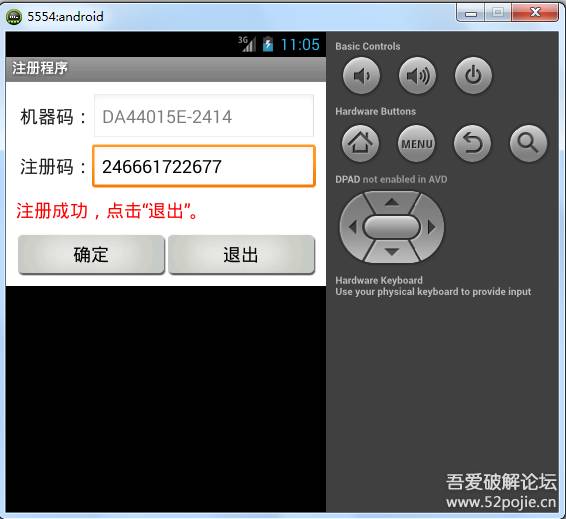 5554:android
3G 11:05
注册程序
机器码： DA44015E-2414
注册码： 246661722677
注册成功，点击“退出”。
确定 退出
Basic Controls
Hardware Buttons
MENU
DPAD not enabled in AVD
Hardware Keyboard
Use your physical keyboard to provide input
吾爱破解论坛
www.52pojie.cn